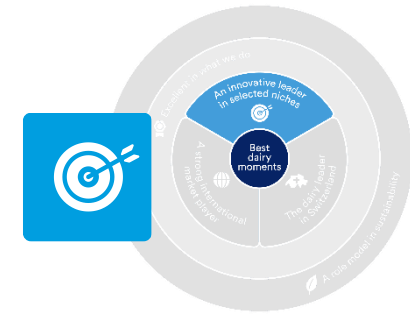 Excellence in what we do
An innovative leader
in selected niches
Best
dairy
moments
A strong international
market player
The dairy leader
in Switzerland
A role model in sustainability